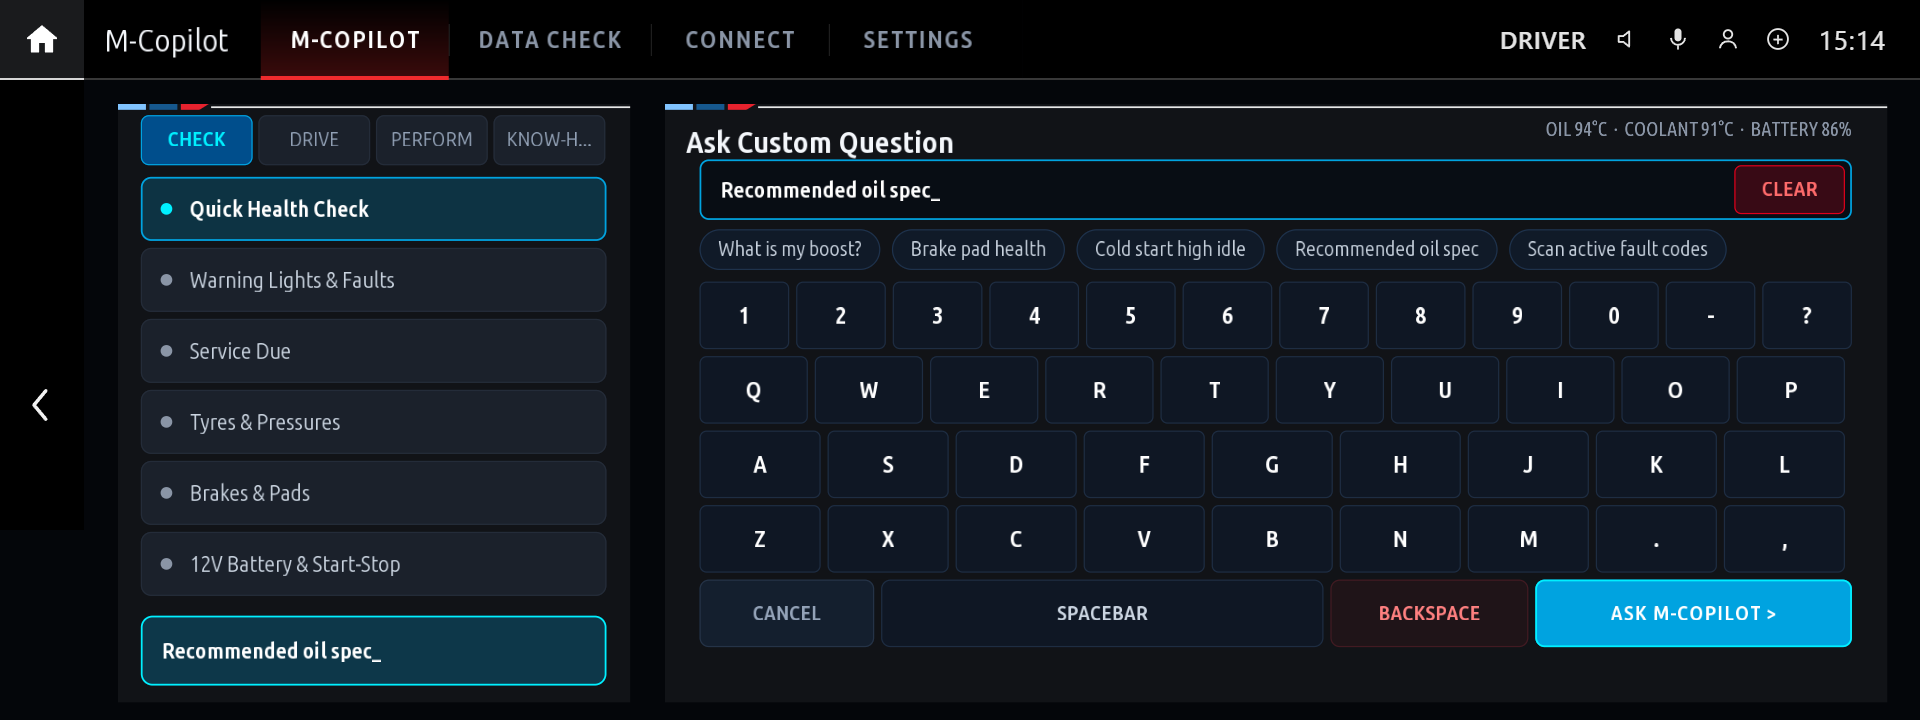 M-Copilot
M-COPILOT
DATA CHECK
CONNECT
SETTINGS
DRIVER
15:14
CHECK
DRIVE
PERFORM
KNOW-H...
Quick Health Check
Warning Lights & Faults
Service Due
Tyres & Pressures
Brakes & Pads
12V Battery & Start-Stop
Recommended oil spec_
Ask Custom Question
OIL 94°C · COOLANT 91°C · BATTERY 86%
Recommended oil spec_
CLEAR
What is my boost?
Brake pad health
Cold start high idle
Recommended oil spec
Scan active fault codes
1 2 3 4 5 6 7 8 9 0 - ?
Q W E R T Y U I O P
A S D F G H J K L
Z X C V B N M . ,
CANCEL
SPACEBAR
BACKSPACE
ASK M-COPILOT >